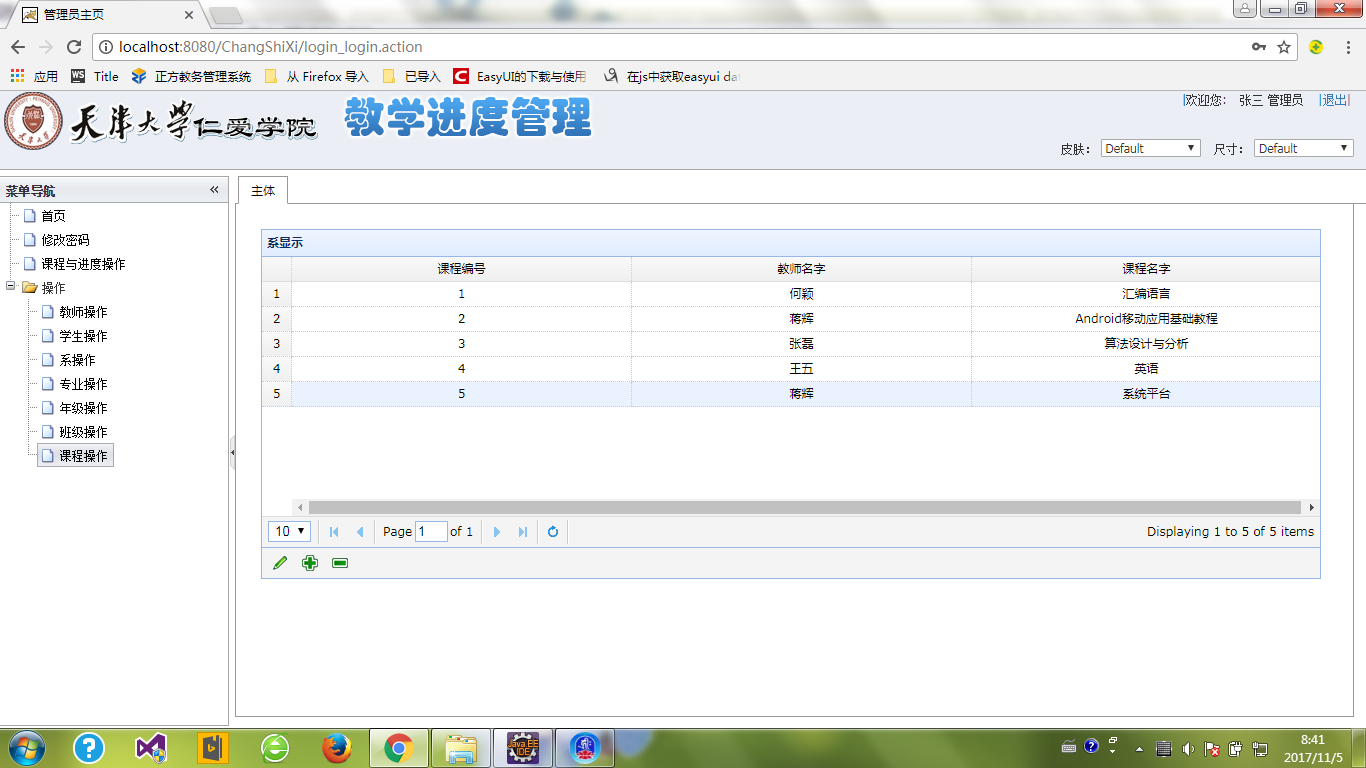 管理员主页
localhost:8080/ChangShiXi/login_login.action
应用 WS Title 正方教务管理系统 从 Firefox 导入 已导入 C EasyUI的下载与使用 在js中获取easyui dat
天津大学仁爱学院 教学进度管理
|欢迎您: 张三 管理员 |退出|
皮肤: Default 尺寸: Default
菜单导航
主体
首页
修改密码
课程与进度操作
操作
教师操作
学生操作
系操作
专业操作
年级操作
班级操作
课程操作
系显示
课程编号 教师名字 课程名字
1 1 何颖 汇编语言
2 2 蒋辉 Android移动应用基础教程
3 3 张磊 算法设计与分析
4 4 王五 英语
5 5 蒋辉 系统平台
10 Page 1 of 1 Displaying 1 to 5 of 5 items
Java EE IDE
8:41
2017/11/5